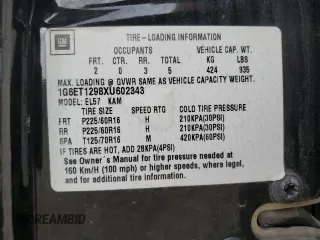 TIRE-LOADING INFORMATION
OCCUPANTS VEHICLE CAP. WT.
FRT. CTR. RR. TOTAL KG LBS
2 0 3 5 424 935
MAX. LOADING @ GVWR SAME AS VEHICLE CAPACITY WEIGHT.
1G6ET1298XU602343
MODEL: EL57 KAM
TIRE SIZE SPEED RTG COLD TIRE PRESSURE
FRT P225/60R16 H 210KPA(30PSI)
RR P225/60R16 H 210KPA(30PSI)
SPA T125/70R16 M 420KPA(60PSI)
IF TIRES ARE HOT, ADD 28KPA(4PSI)
See Owner's Manual for tire pressure needed at
160 Km/H (100 mph) or higher speeds, where legal,
and for additional information.
CARFAST